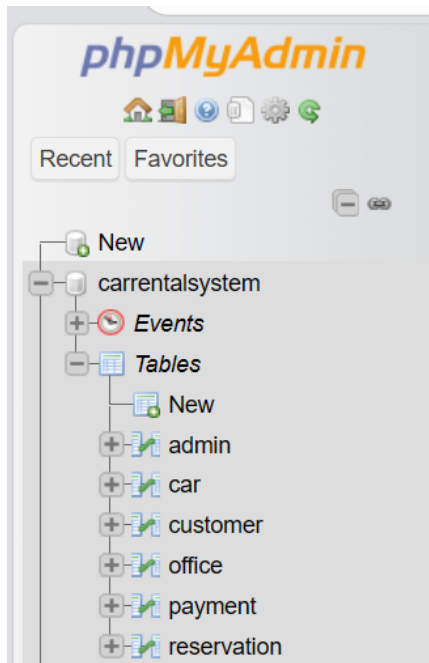 phpMyAdmin
Recent Favorites
New
carrentalsystem
Events
Tables
New
admin
car
customer
office
payment
reservation